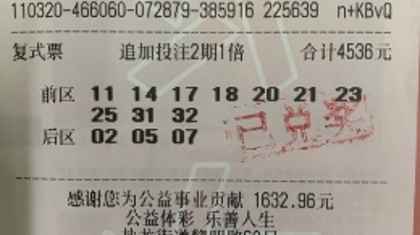 110320-466060-072879-385916 225639 n+KBvQ
复式票 追加投注2期1倍 合计4536元
前区 11 14 17 18 20 21 23
25 31 32
后区 02 05 07
已兑奖
感谢您为公益事业贡献 1632.96元
公益体彩 乐善人生